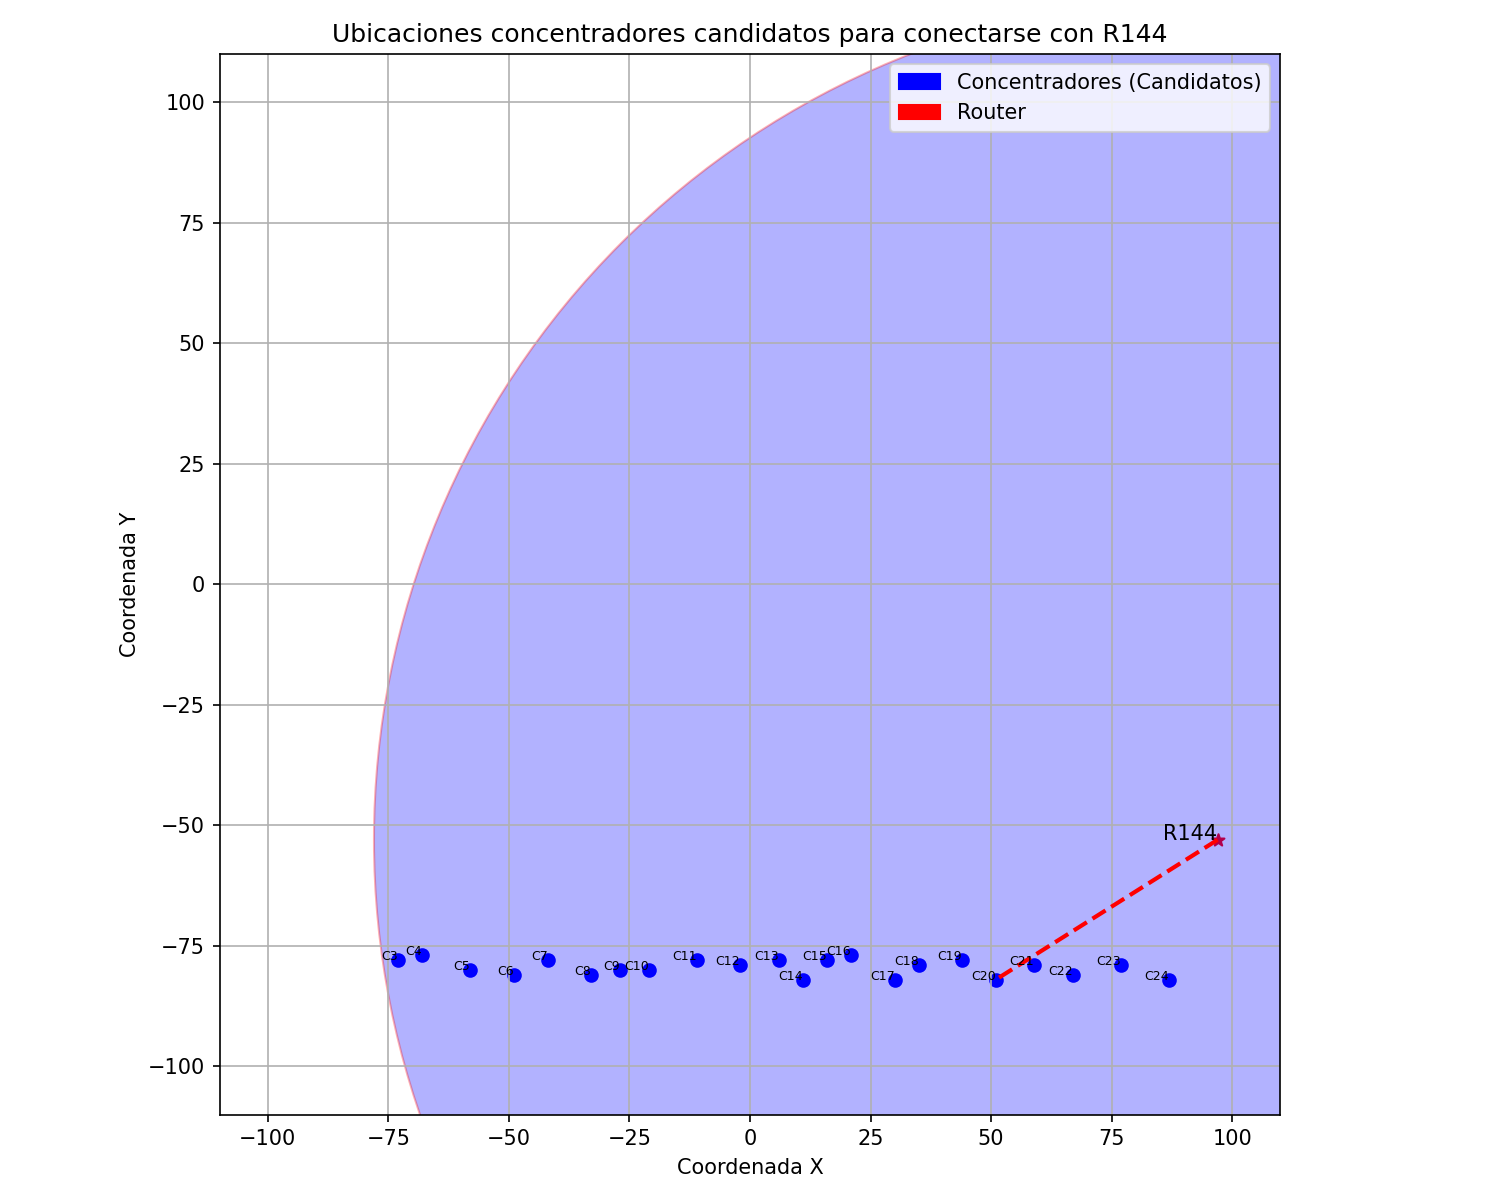 Ubicaciones concentradores candidatos para conectarse con R144
Concentradores (Candidatos)
Router
100
75
50
25
0
−25
−50
−75
−100
Coordenada Y
R144
C3
C4
C5
C6
C7
C8
C9
C10
C11
C12
C13
C14
C15
C16
C17
C18
C19
C20
C21
C22
C23
C24
−100
−75
−50
−25
0
25
50
75
100
Coordenada X